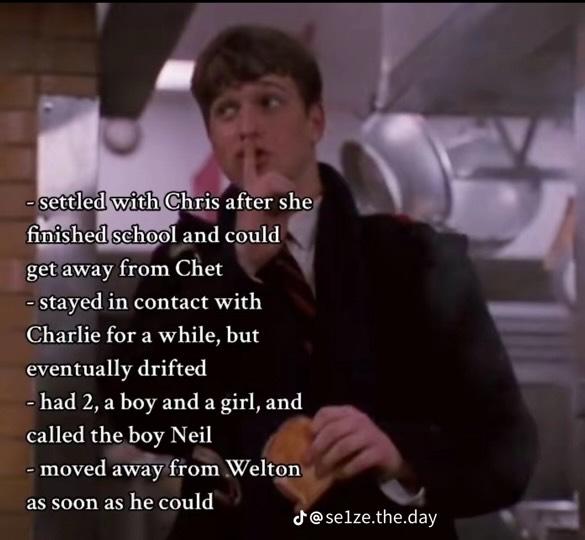 - settled with Chris after she
finished school and could
get away from Chet
- stayed in contact with
Charlie for a while, but
eventually drifted
- had 2, a boy and a girl, and
called the boy Neil
- moved away from Welton
as soon as he could
@se1ze.the.day